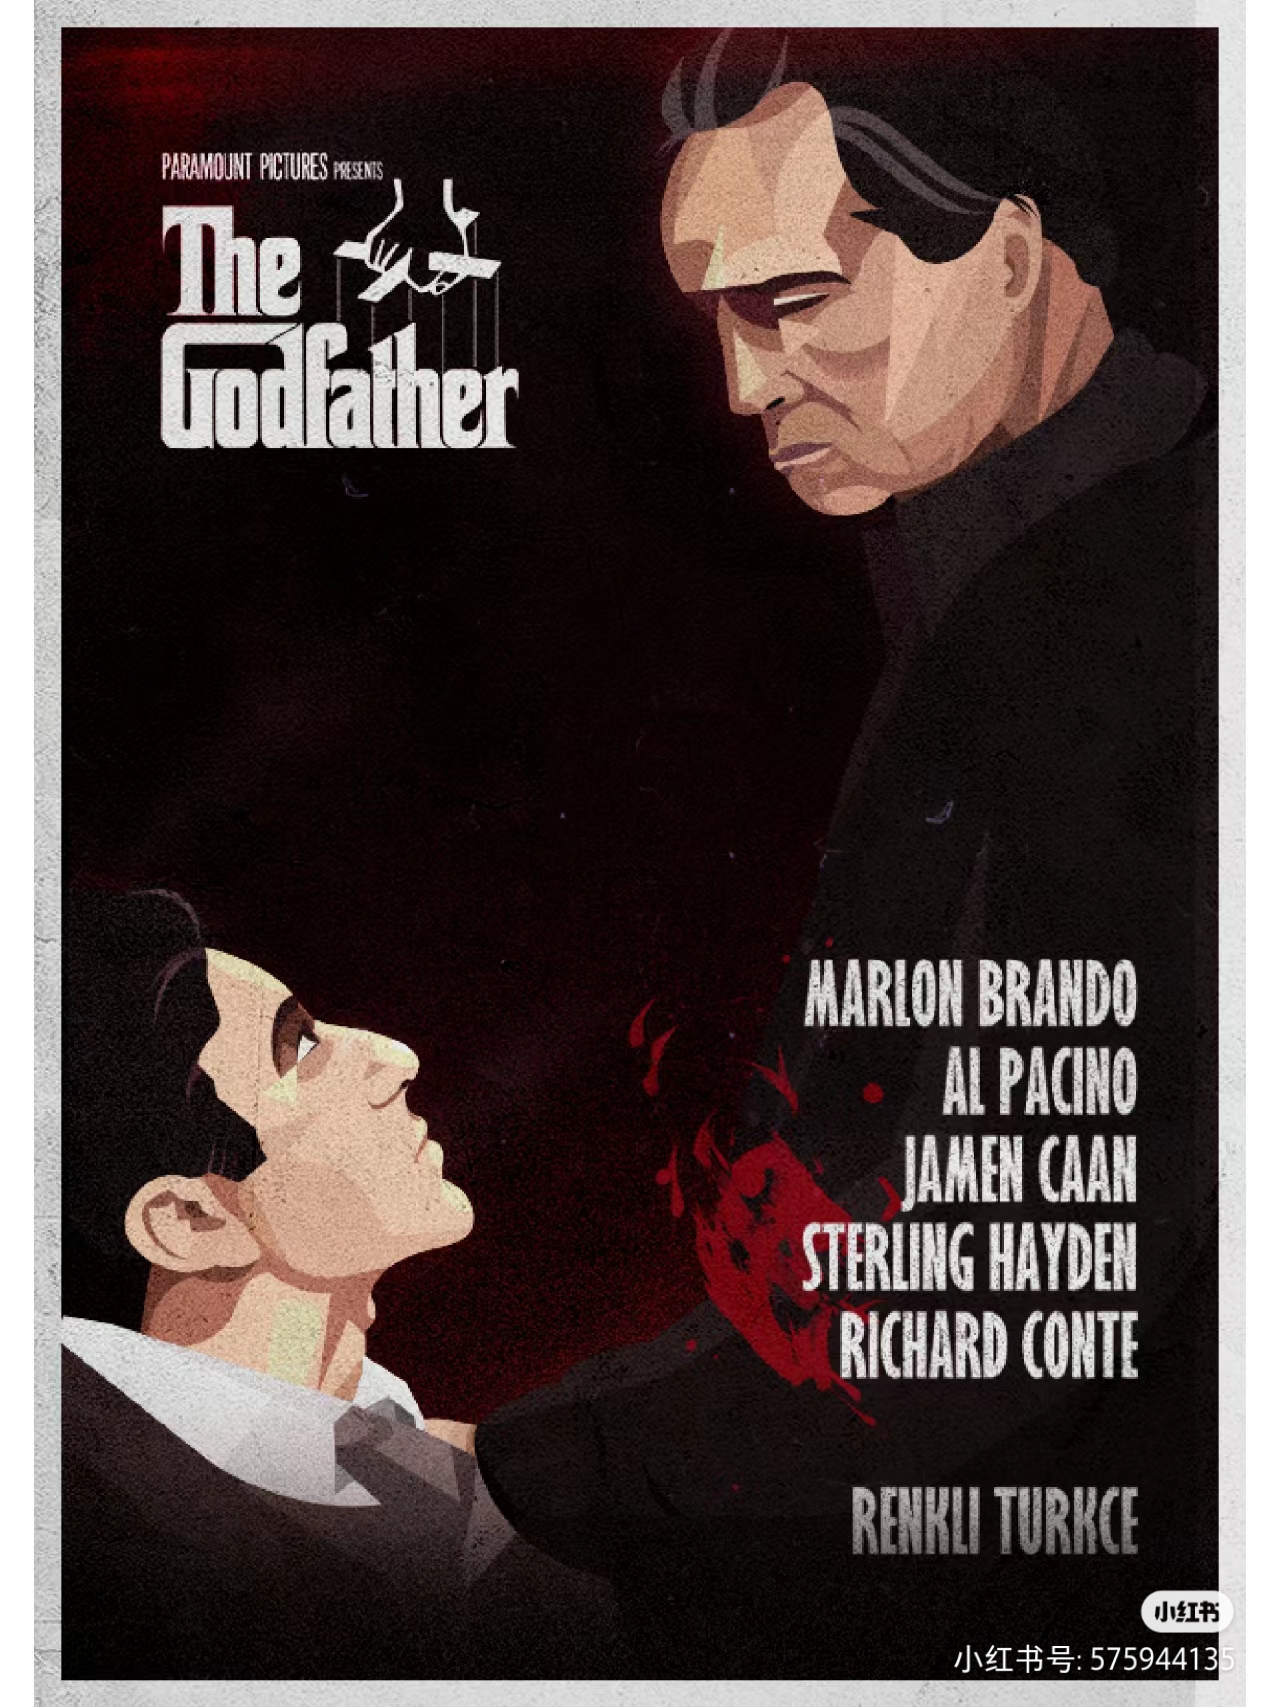 PARAMOUNT PICTURES PRESENTS
The
Godfather
MARLON BRANDO
AL PACINO
JAMEN CAAN
STERLING HAYDEN
RICHARD CONTE
RENKLI TURKCE
小红书
小红书号: 575944135